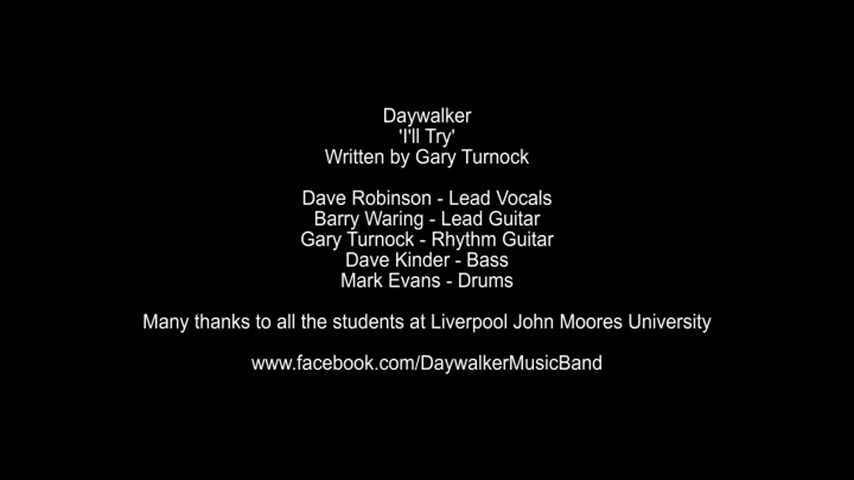 Daywalker
'I'll Try'
Written by Gary Turnock
Dave Robinson - Lead Vocals
Barry Waring - Lead Guitar
Gary Turnock - Rhythm Guitar
Dave Kinder - Bass
Mark Evans - Drums
Many thanks to all the students at Liverpool John Moores University
www.facebook.com/DaywalkerMusicBand